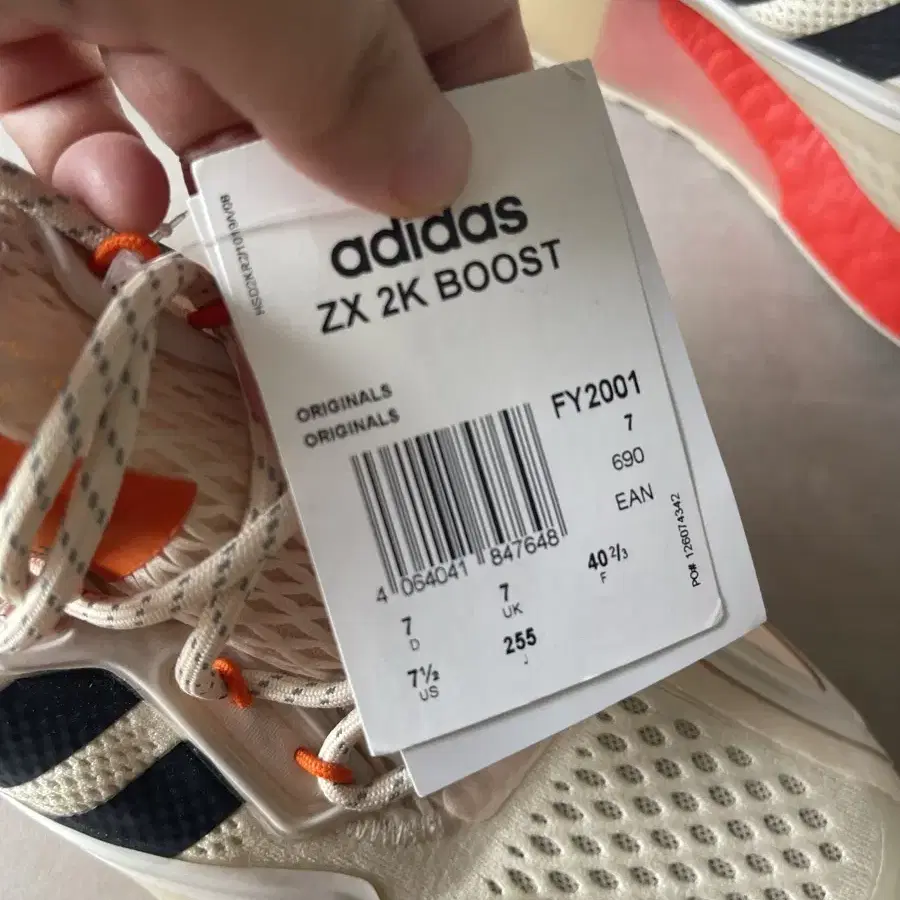 adidas
ZX 2K BOOST
ORIGINALS
ORIGINALS
FY2001
7
690
EAN
4 064041 847648
7
D
7
UK
40 2/3
F
7½
US
255
J
PO# 126074342